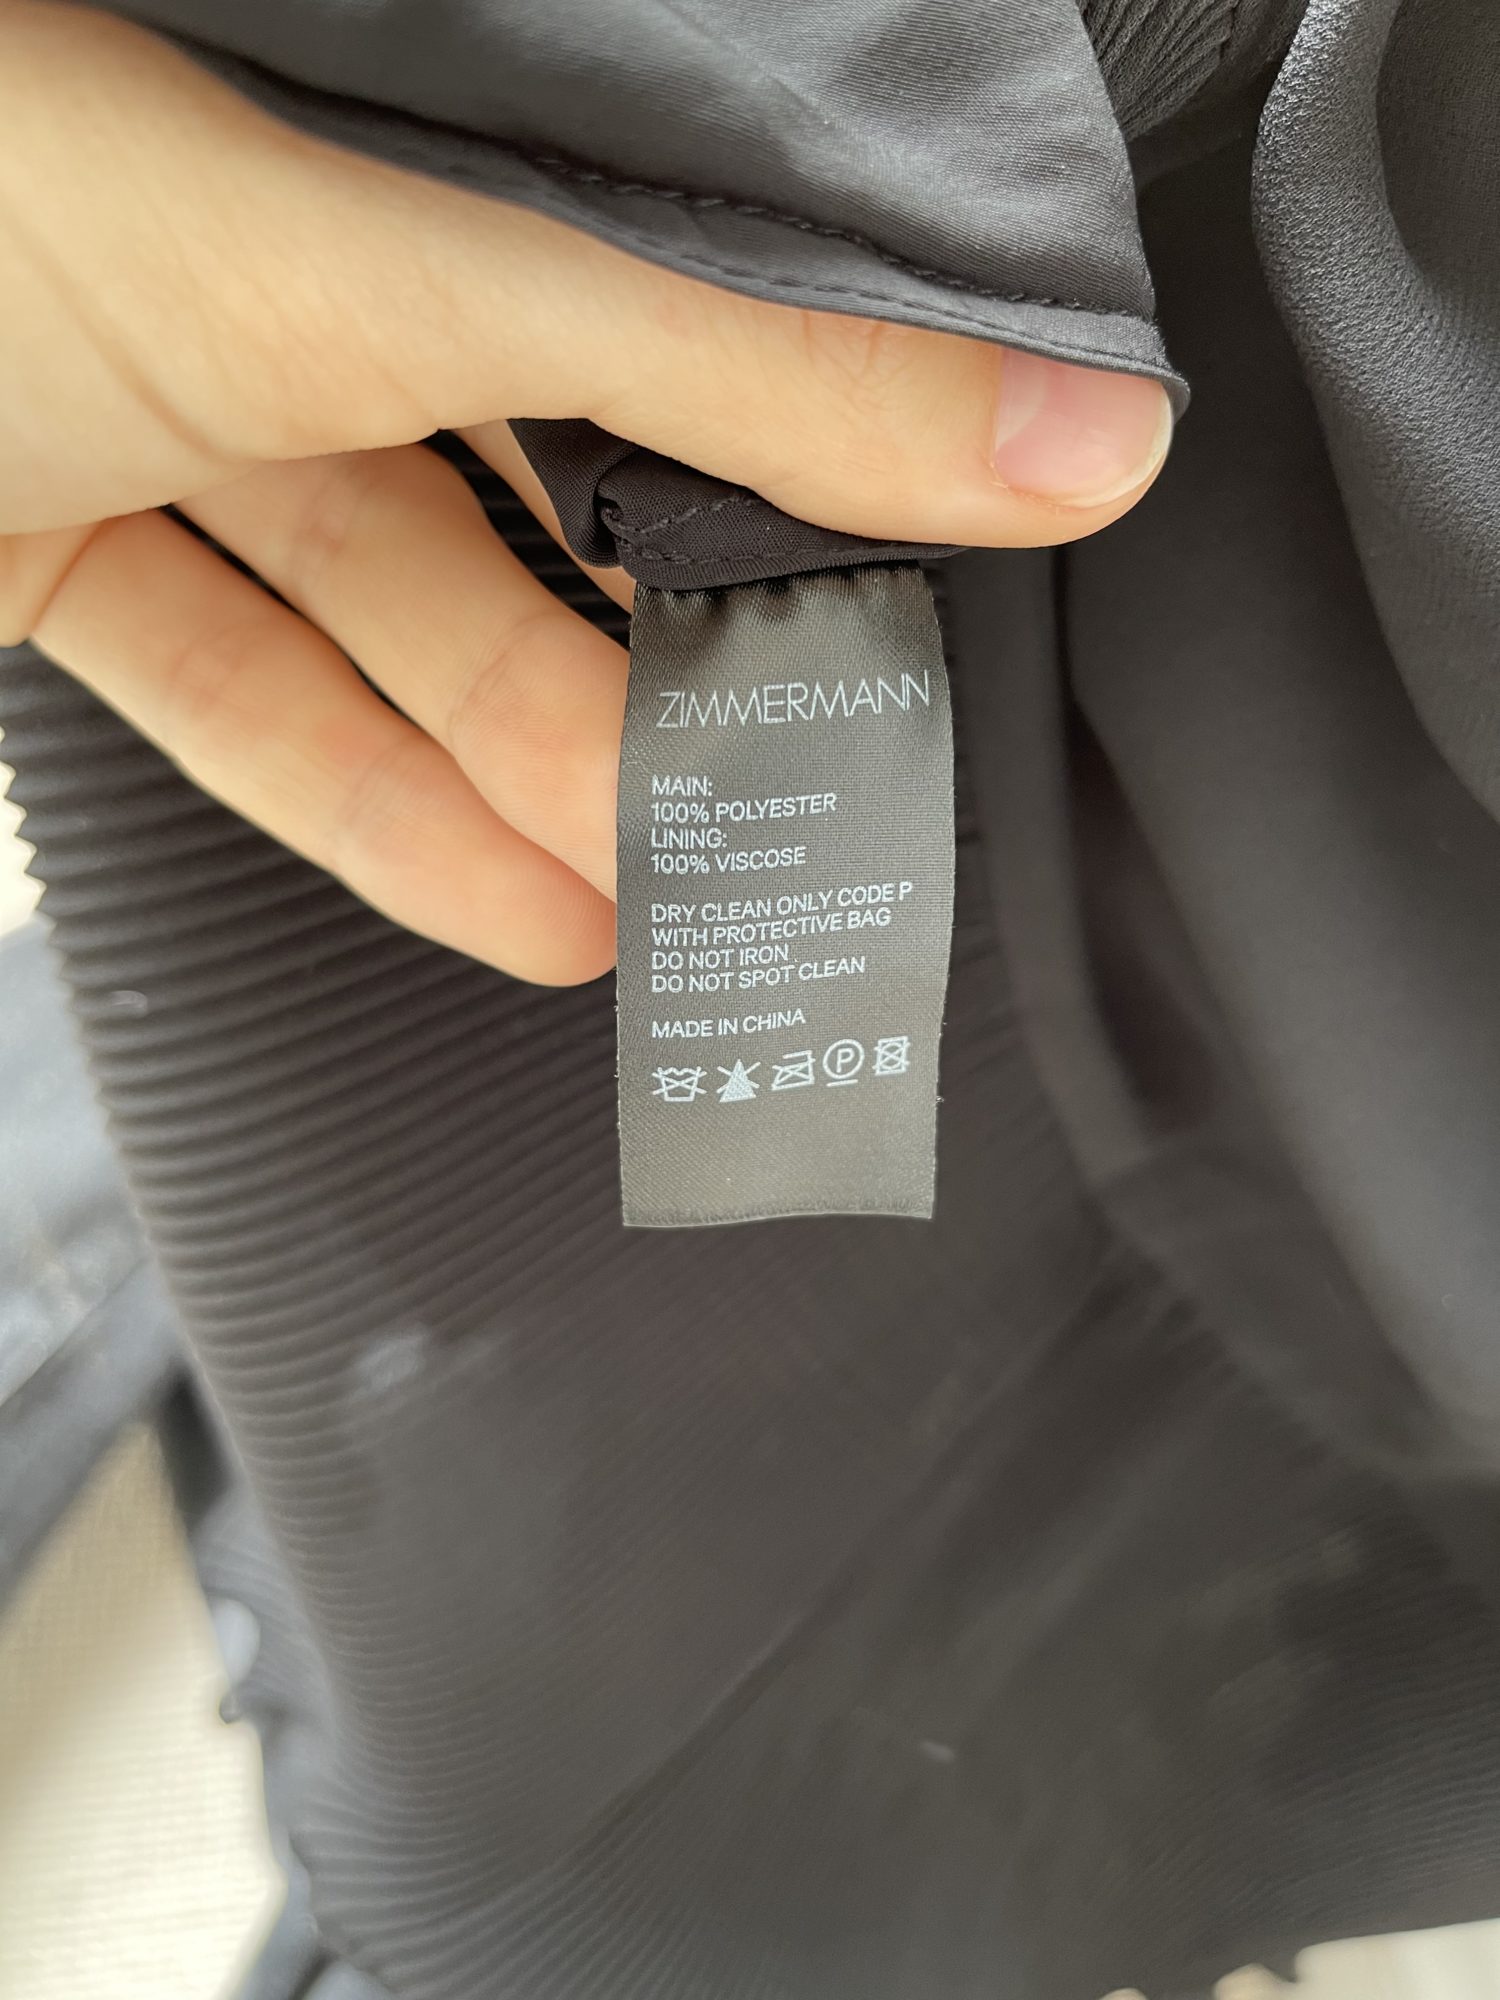 ZIMMERMANN
MAIN:
100% POLYESTER
LINING:
100% VISCOSE
DRY CLEAN ONLY CODE P
WITH PROTECTIVE BAG
DO NOT IRON
DO NOT SPOT CLEAN
MADE IN CHINA
P